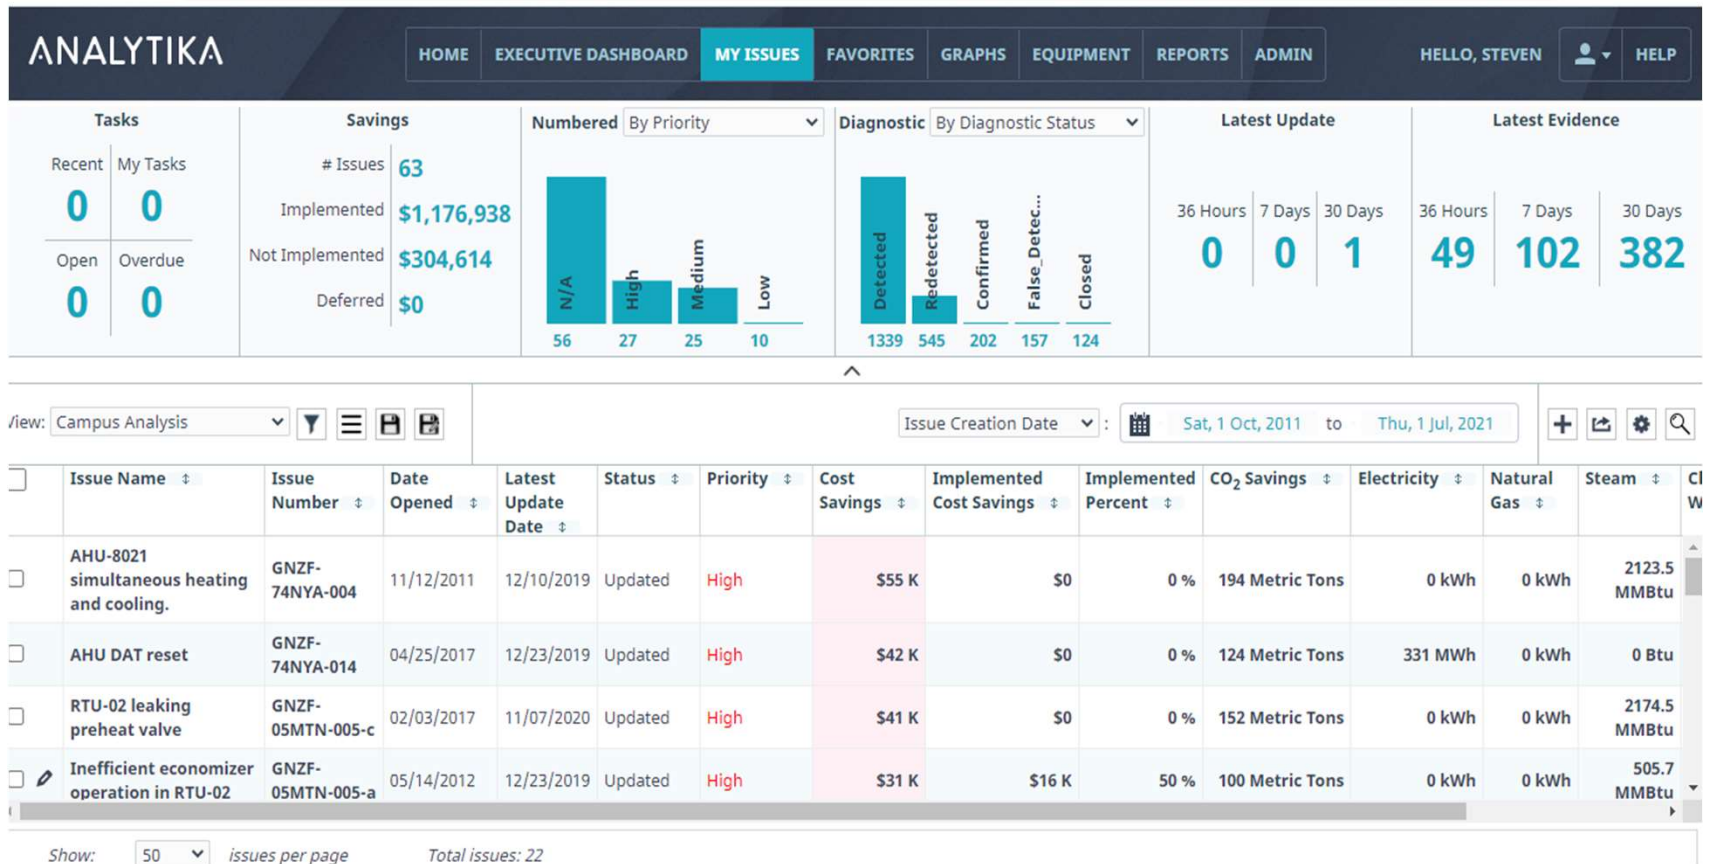 ANALYTIKA
HOME EXECUTIVE DASHBOARD MY ISSUES FAVORITES GRAPHS EQUIPMENT REPORTS ADMIN HELLO, STEVEN HELP
Tasks
Recent My Tasks
0 0
Open Overdue
0 0
Savings
# Issues 63
Implemented $1,176,938
Not Implemented $304,614
Deferred $0
Numbered By Priority
N/A High Medium Low
56 27 25 10
Diagnostic By Diagnostic Status
Detected Redetected Confirmed False_Detec... Closed
1339 545 202 157 124
Latest Update
36 Hours 7 Days 30 Days
0 0 1
Latest Evidence
36 Hours 7 Days 30 Days
49 102 382
View: Campus Analysis
Issue Creation Date : Sat, 1 Oct, 2011 to Thu, 1 Jul, 2021
Issue Name Issue Number Date Opened Latest Update Date Status Priority Cost Savings Implemented Cost Savings Implemented Percent CO2 Savings Electricity Natural Gas Steam
AHU-8021 simultaneous heating and cooling. GNZF-74NYA-004 11/12/2011 12/10/2019 Updated High $55 K $0 0 % 194 Metric Tons 0 kWh 0 kWh 2123.5 MMBtu
AHU DAT reset GNZF-74NYA-014 04/25/2017 12/23/2019 Updated High $42 K $0 0 % 124 Metric Tons 331 MWh 0 kWh 0 Btu
RTU-02 leaking preheat valve GNZF-05MTN-005-c 02/03/2017 11/07/2020 Updated High $41 K $0 0 % 152 Metric Tons 0 kWh 0 kWh 2174.5 MMBtu
Inefficient economizer operation in RTU-02 GNZF-05MTN-005-a 05/14/2012 12/23/2019 Updated High $31 K $16 K 50 % 100 Metric Tons 0 kWh 0 kWh 505.7 MMBtu
Show: 50 issues per page Total issues: 22